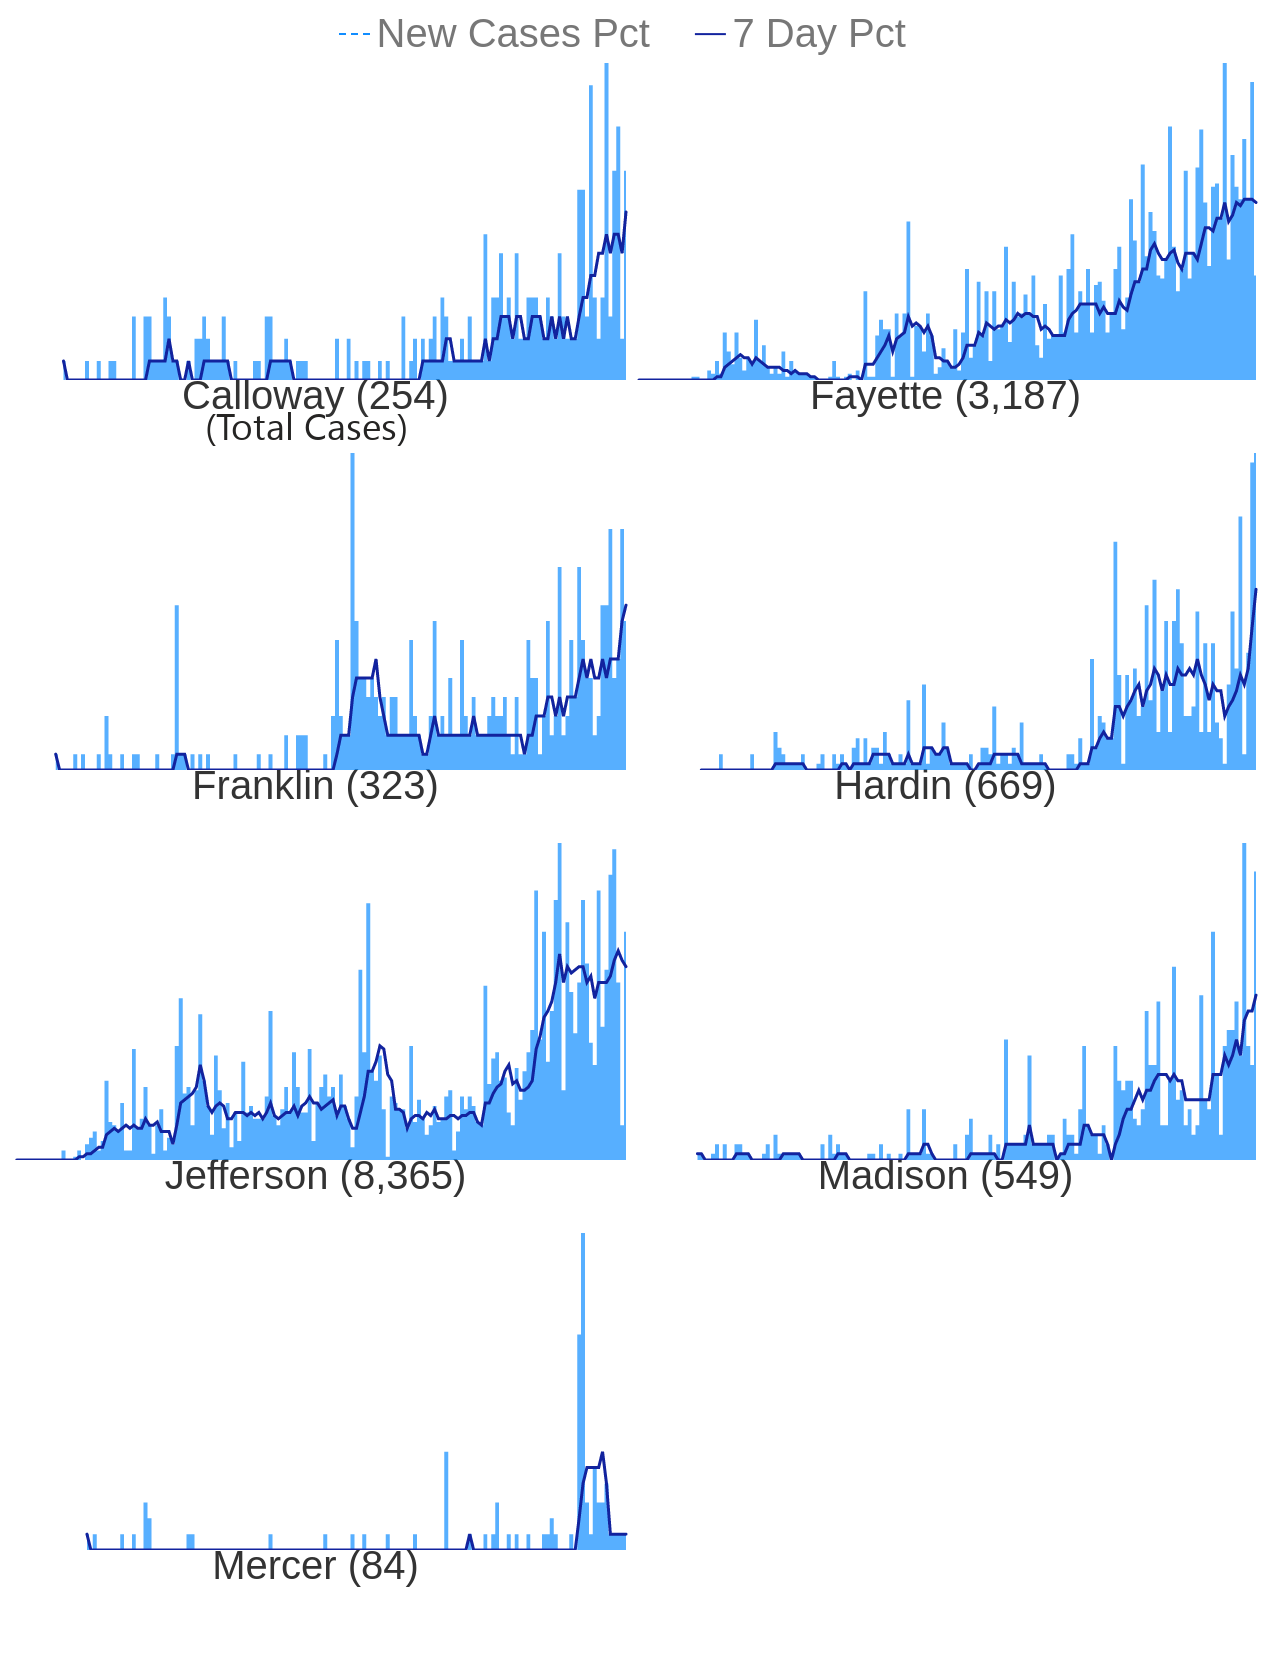 New Cases Pct 7 Day Pct
Calloway (254) Fayette (3,187)
(Total Cases)
Franklin (323) Hardin (669)
Jefferson (8,365) Madison (549)
Mercer (84)